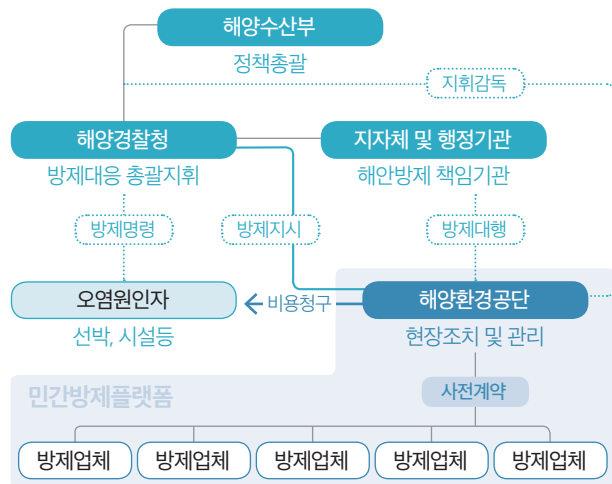 해양수산부
정책총괄
지휘감독
해양경찰청
지자체 및 행정기관
방제대응 총괄지휘
해안방제 책임기관
방제명령
방제지시
방제대행
오염원인자
비용청구
해양환경공단
선박, 시설등
현장조치 및 관리
민간방제플랫폼
사전계약
방제업체
방제업체
방제업체
방제업체
방제업체